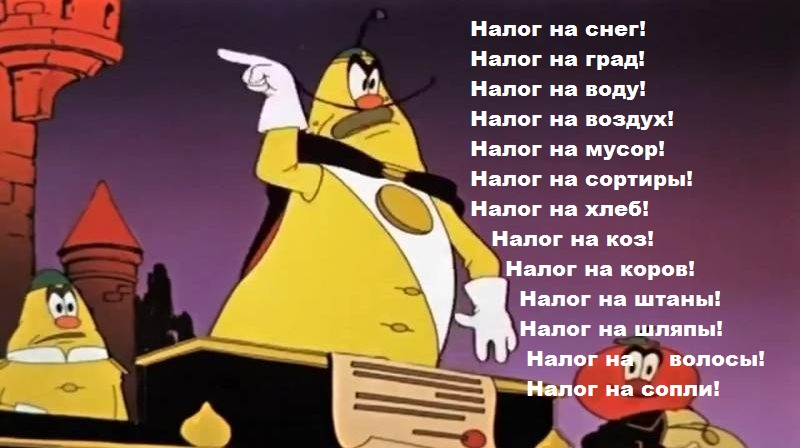 Налог на снег!
Налог на град!
Налог на воду!
Налог на воздух!
Налог на мусор!
Налог на сортиры!
Налог на хлеб!
Налог на коз!
Налог на коров!
Налог на штаны!
Налог на шляпы!
Налог на волосы!
Налог на сопли!